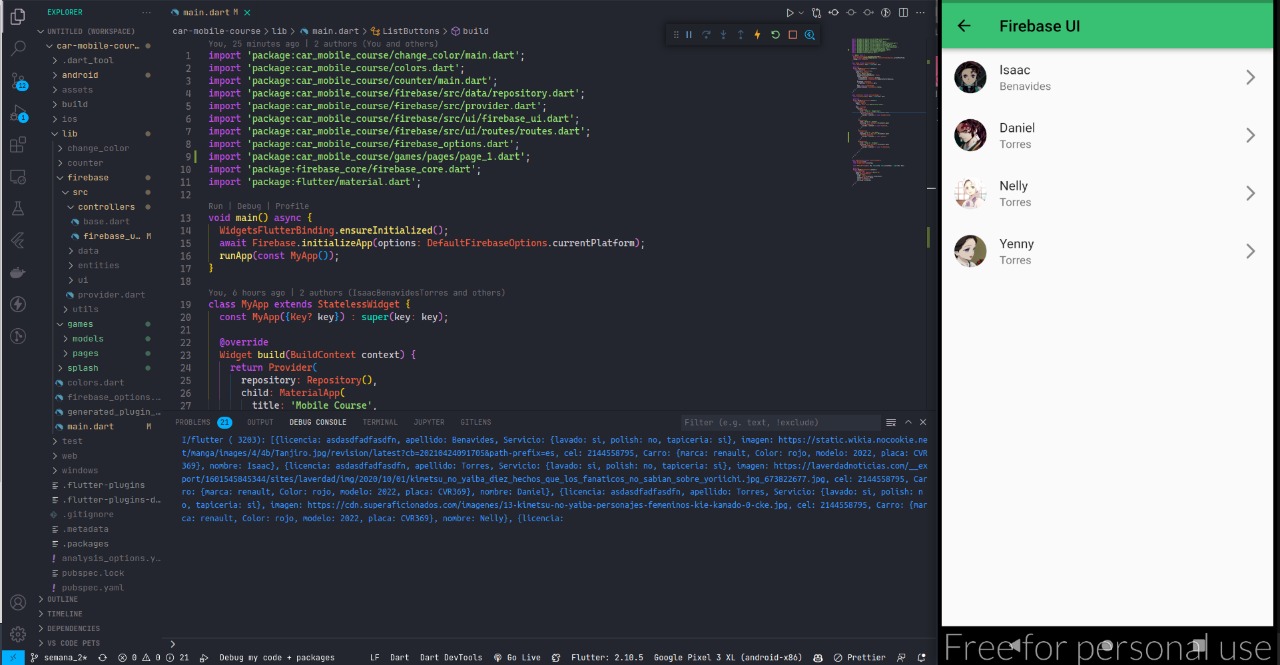 EXPLORER
UNTITLED (WORKSPACE)
car-mobile-cour...
.dart_tool
android
assets
build
ios
lib
change_color
counter
firebase
src
controllers
base.dart
firebase_u... M
data
entities
ui
provider.dart
utils
games
models
pages
splash
colors.dart
firebase_options...
generated_plugin_...
main.dart M
test
web
windows
.flutter-plugins
.flutter-plugins-d...
.gitignore
.metadata
.packages
analysis_options.y...
pubspec.lock
pubspec.yaml
OUTLINE
TIMELINE
DEPENDENCIES
VS CODE PETS
main.dart M
car-mobile-course > lib > main.dart > ListButtons > build
You, 25 minutes ago | 2 authors (You and others)
1 import 'package:car_mobile_course/change_color/main.dart';
2 import 'package:car_mobile_course/colors.dart';
3 import 'package:car_mobile_course/counter/main.dart';
4 import 'package:car_mobile_course/firebase/src/data/repository.dart';
5 import 'package:car_mobile_course/firebase/src/provider.dart';
6 import 'package:car_mobile_course/firebase/src/ui/firebase_ui.dart';
7 import 'package:car_mobile_course/firebase/src/ui/routes/routes.dart';
8 import 'package:car_mobile_course/firebase_options.dart';
9 import 'package:car_mobile_course/games/pages/page_1.dart';
10 import 'package:firebase_core/firebase_core.dart';
11 import 'package:flutter/material.dart';
12
Run | Debug | Profile
13 void main() async {
14 WidgetsFlutterBinding.ensureInitialized();
15 await Firebase.initializeApp(options: DefaultFirebaseOptions.currentPlatform);
16 runApp(const MyApp());
17 }
18
You, 6 hours ago | 2 authors (IsaacBenavidesTorres and others)
19 class MyApp extends StatelessWidget {
20 const MyApp({Key? key}) : super(key: key);
21
22 @override
23 Widget build(BuildContext context) {
24 return Provider(
25 repository: Repository(),
26 child: MaterialApp(
27 title: 'Mobile Course',
PROBLEMS 21 OUTPUT DEBUG CONSOLE TERMINAL JUPYTER GITLENS Filter (e.g. text, !exclude)
I/flutter ( 3203): [{licencia: asdasdfadfasdfn, apellido: Benavides, Servicio: {lavado: si, polish: no, tapiceria: si}, imagen: https://static.wikia.nocookie.ne
t/manga/images/4/4b/Tanjiro.jpg/revision/latest?cb=20210424091705&path-prefix=es, cel: 2144558795, Carro: {marca: renault, Color: rojo, modelo: 2022, placa: CV
R369}, nombre: Isaac}, {licencia: asdasdfadfasdfn, apellido: Torres, Servicio: {lavado: si, polish: no, tapiceria: si}, imagen: https://laverdadnoticias.com/__ex
port/1601545845344/sites/laverdad/img/2020/10/01/kimetsu_no_yaiba_diez_hechos_que_los_fanaticos_no_sabian_sobre_yoriichi.jpg_673822677.jpg, cel: 2144558795, Ca
rro: {marca: renault, Color: rojo, modelo: 2022, placa: CVR369}, nombre: Daniel}, {licencia: asdasdfadfasdfn, apellido: Torres, Servicio: {lavado: si, polish: n
o, tapiceria: si}, imagen: https://cdn.superaficionados.com/imagenes/13-kimetsu-no-yaiba-personajes-femeninos-kie-kamado-0-cke.jpg, cel: 2144558795, Carro: {mar
ca: renault, Color: rojo, modelo: 2022, placa: CVR369}, nombre: Nelly}, {licencia:
semana_2* 0 0 21 Debug my code + packages LF Dart Dart DevTools Go Live Flutter: 2.10.5 Google Pixel 3 XL (android-x86) Prettier
Firebase UI
Isaac
Benavides
Daniel
Torres
Nelly
Torres
Yenny
Torres
Free for personal use